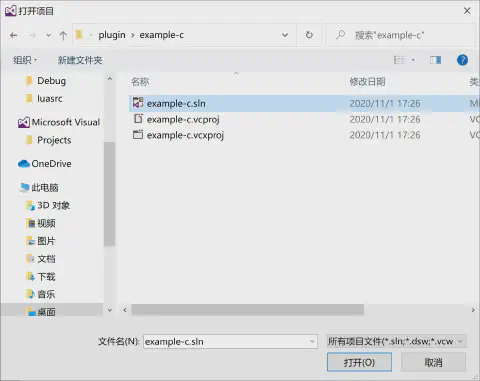 打开项目
plugin › example-c
搜索"example-c"
组织
新建文件夹
名称
修改日期
类
Debug
luasrc
Microsoft Visual
Projects
OneDrive
此电脑
3D 对象
视频
图片
文档
下载
音乐
桌面
example-c.sln 2020/11/1 17:26 Mi
example-c.vcproj 2020/11/1 17:26 VC
example-c.vcxproj 2020/11/1 17:26 VC
文件名(N): example-c.sln
所有项目文件(*.sln;*.dsw;*.vcw
打开(O)
取消